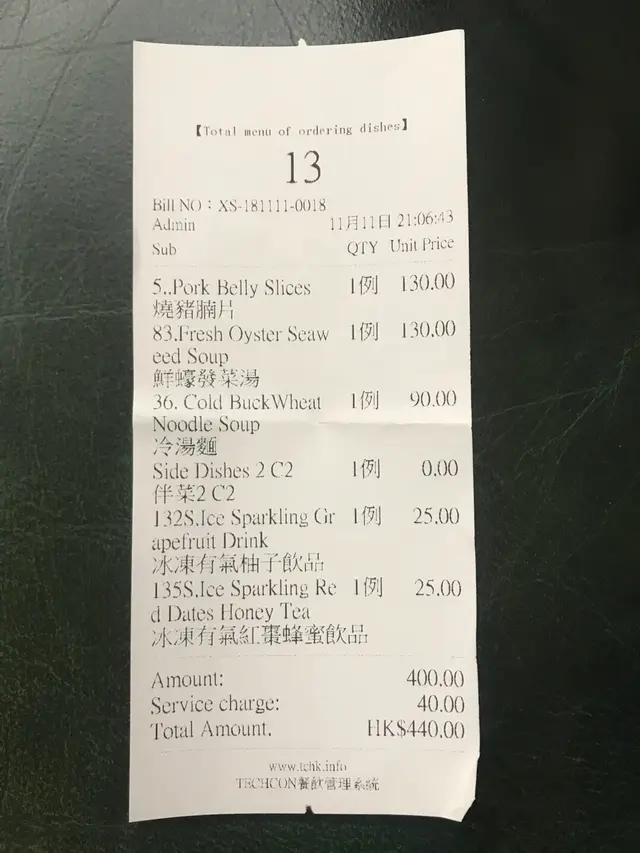 【Total menu of ordering dishes】
13
Bill NO：XS-181111-0018
Admin 11月11日 21:06:43
Sub QTY Unit Price
5..Pork Belly Slices 1例 130.00
燒豬腩片
83.Fresh Oyster Seaw 1例 130.00
eed Soup
鮮蠔發菜湯
36. Cold BuckWheat 1例 90.00
Noodle Soup
冷湯麵
Side Dishes 2 C2 1例 0.00
伴菜2 C2
132S.Ice Sparkling Gr 1例 25.00
apefruit Drink
冰凍有氣柚子飲品
135S.Ice Sparkling Re 1例 25.00
d Dates Honey Tea
冰凍有氣紅棗蜂蜜飲品
Amount: 400.00
Service charge: 40.00
Total Amount. HK$440.00
www.tchk.info
TECHCON餐飲管理系統